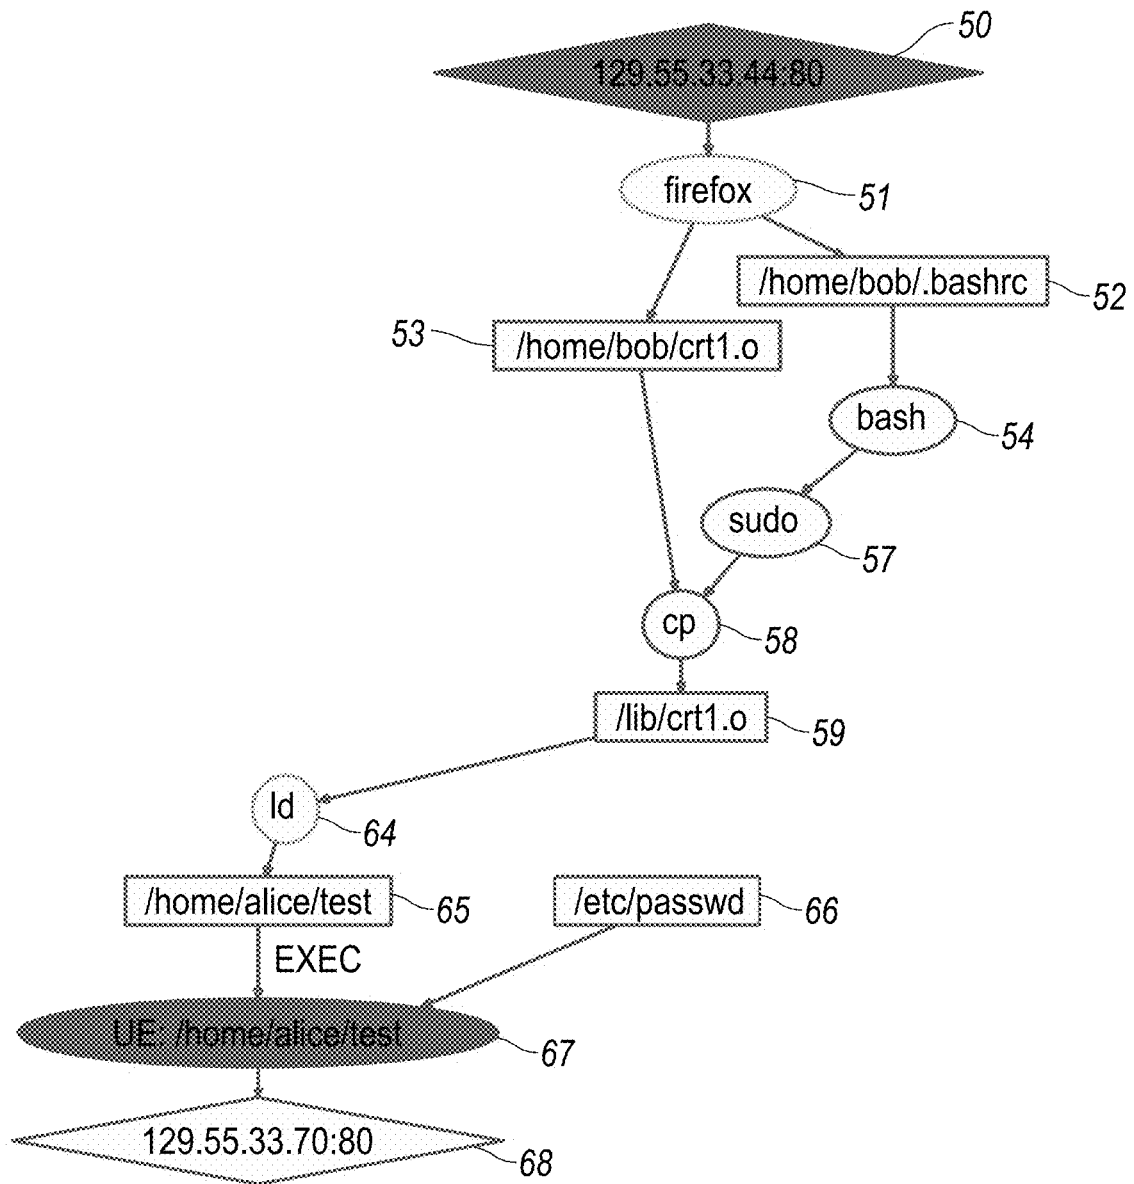 50
129.55.33.44:80
firefox
51
/home/bob/.bashrc
52
53
/home/bob/crt1.o
bash
54
sudo
57
cp
58
/lib/crt1.o
59
ld
64
/home/alice/test
65
/etc/passwd
66
EXEC
UE: /home/alice/test
67
129.55.33.70:80
68